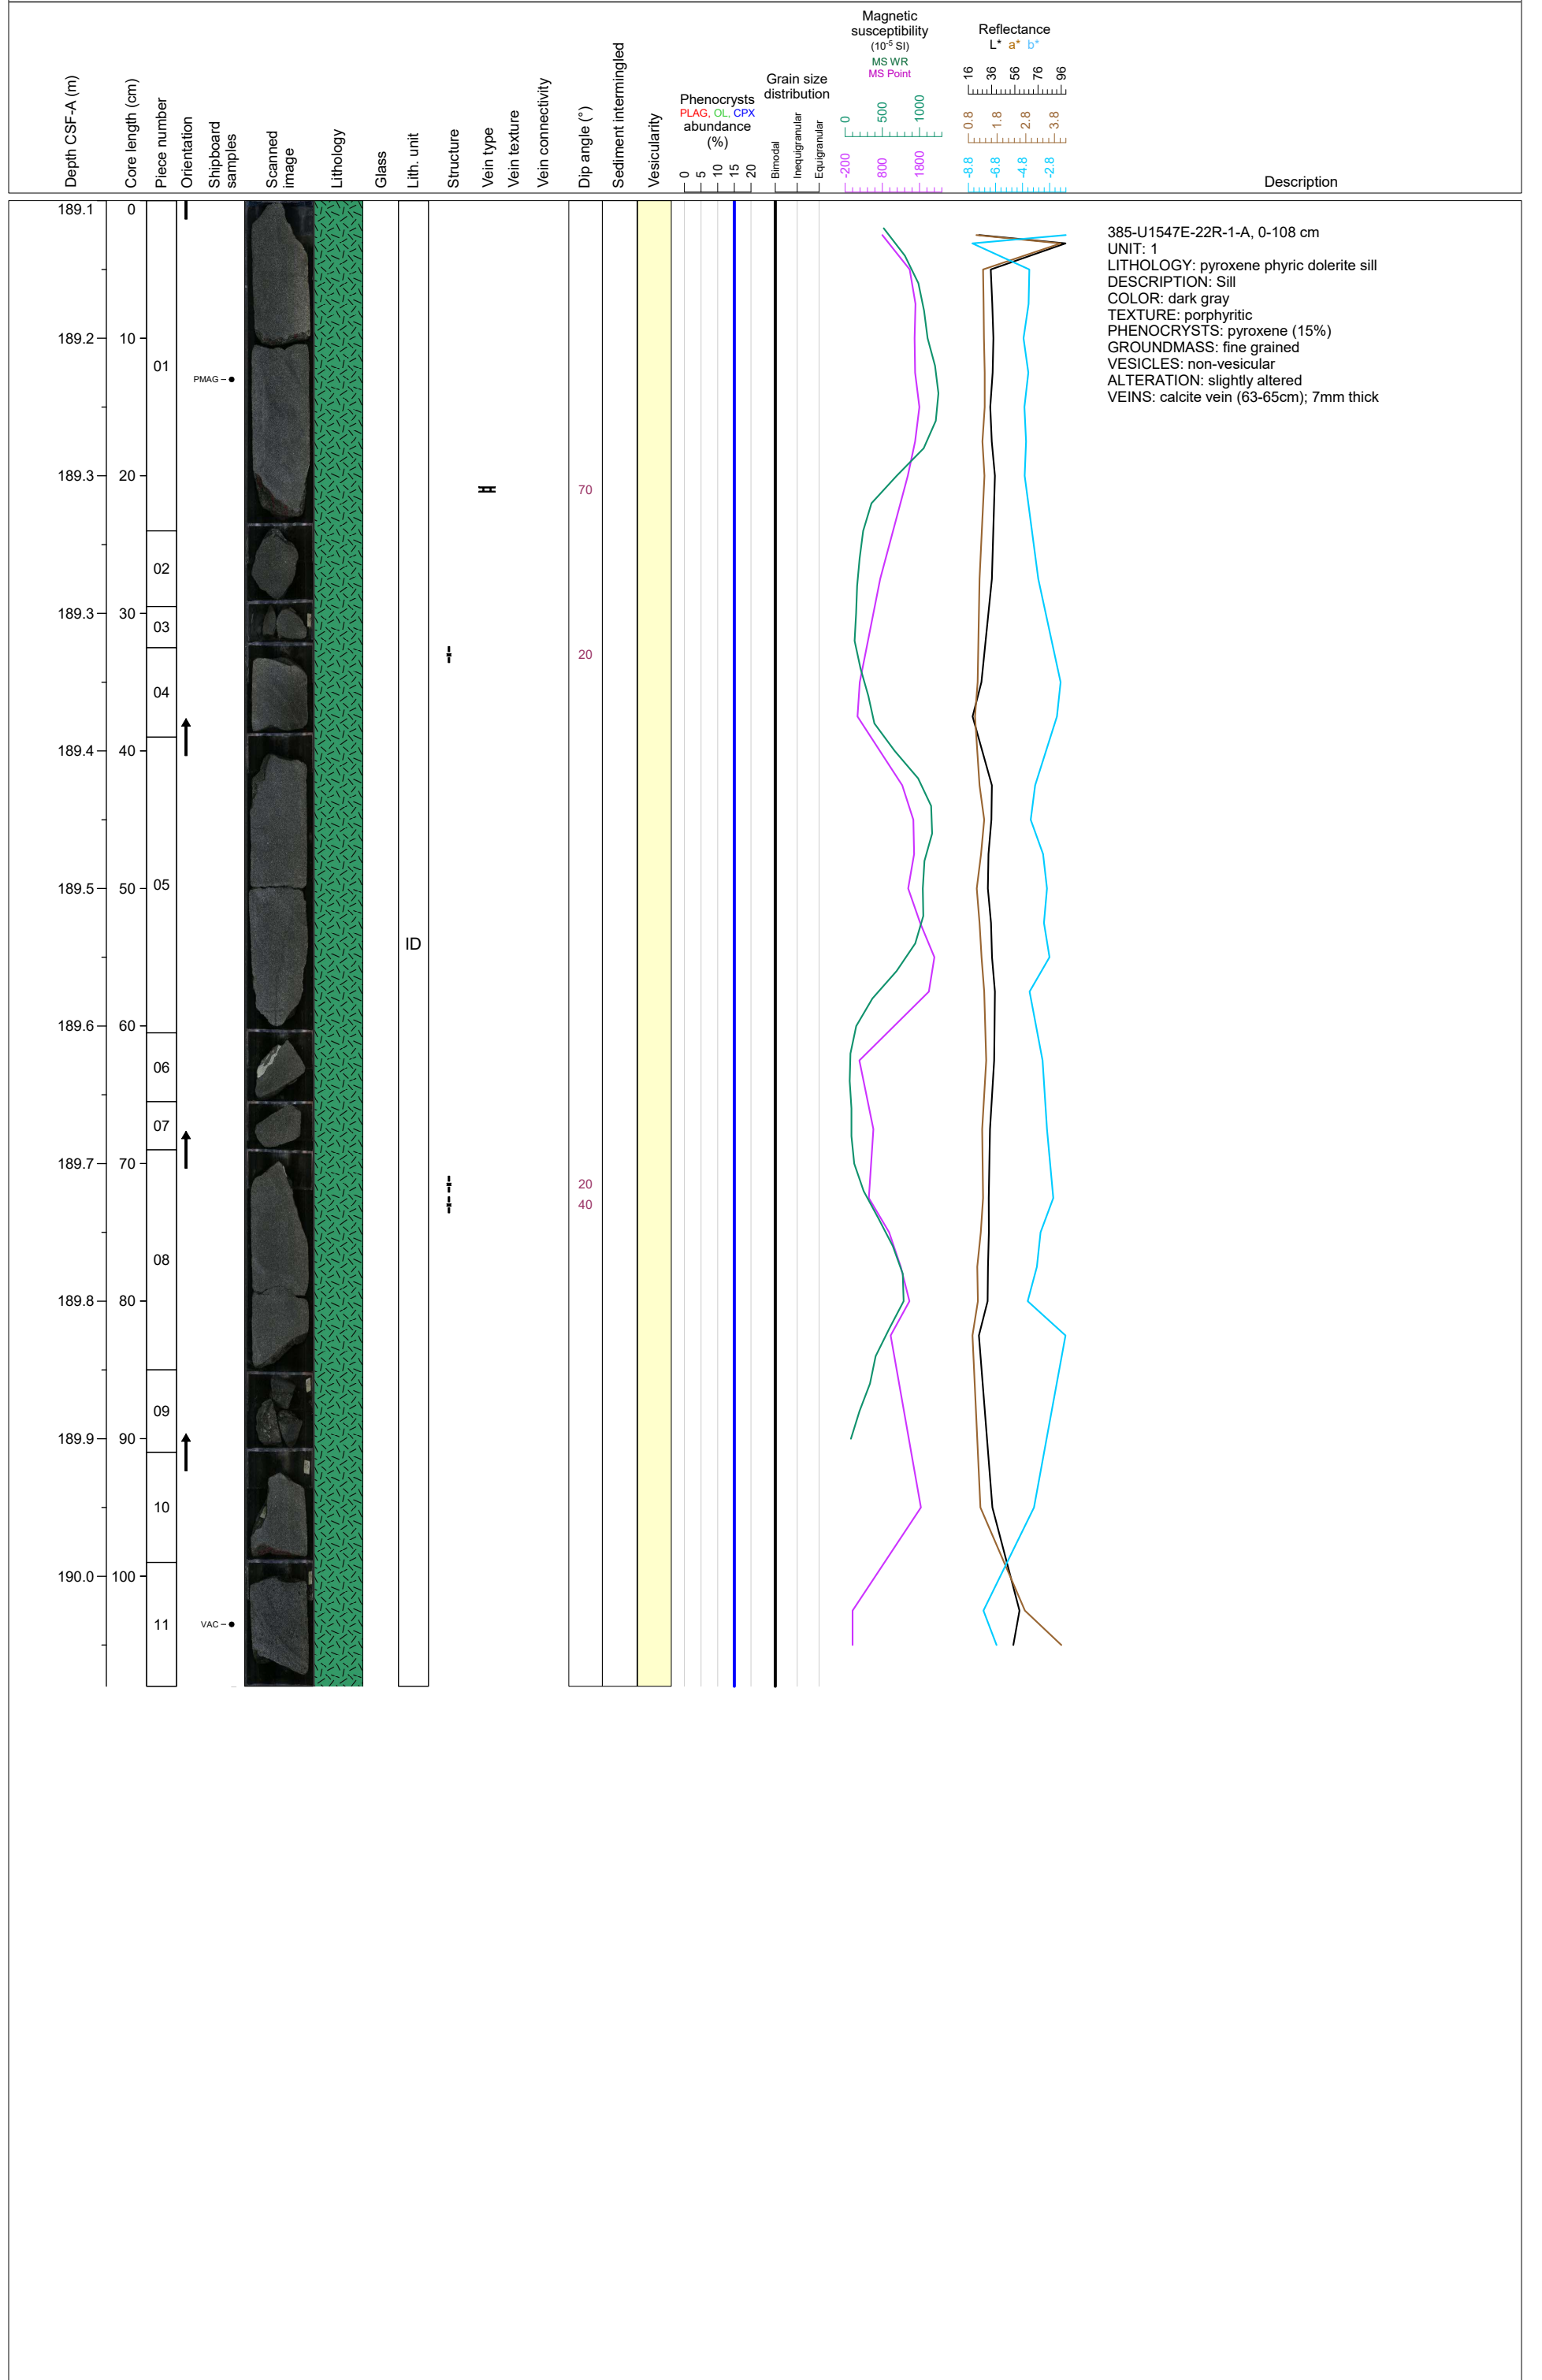 Depth CSF-A (m)
Core length (cm)
Piece number
Orientation
Shipboard
samples
Scanned
image
Lithology
Glass
Lith. unit
Structure
Vein type
Vein texture
Vein connectivity
Dip angle (°)
Sediment intermingled
Vesicularity
Phenocrysts
PLAG, OL, CPX
abundance
(%)
0 5 10 15 20
Grain size
distribution
Bimodal
Inequigranular
Equigranular
Magnetic
susceptibility
(10-5 SI)
MS WR
MS Point
0 500 1000
-200 800 1800
Reflectance
L* a* b*
16 36 56 76 96
0.8 1.8 2.8 3.8
-8.8 -6.8 -4.8 -2.8
Description
189.1 0
189.2 10
01
PMAG
189.3 20
70
02
189.3 30
03
20
04
189.4 40
05
189.5 50
ID
189.6 60
06
07
189.7 70
20
40
08
189.8 80
09
189.9 90
10
190.0 100
11
VAC
385-U1547E-22R-1-A, 0-108 cm
UNIT: 1
LITHOLOGY: pyroxene phyric dolerite sill
DESCRIPTION: Sill
COLOR: dark gray
TEXTURE: porphyritic
PHENOCRYSTS: pyroxene (15%)
GROUNDMASS: fine grained
VESICLES: non-vesicular
ALTERATION: slightly altered
VEINS: calcite vein (63-65cm); 7mm thick